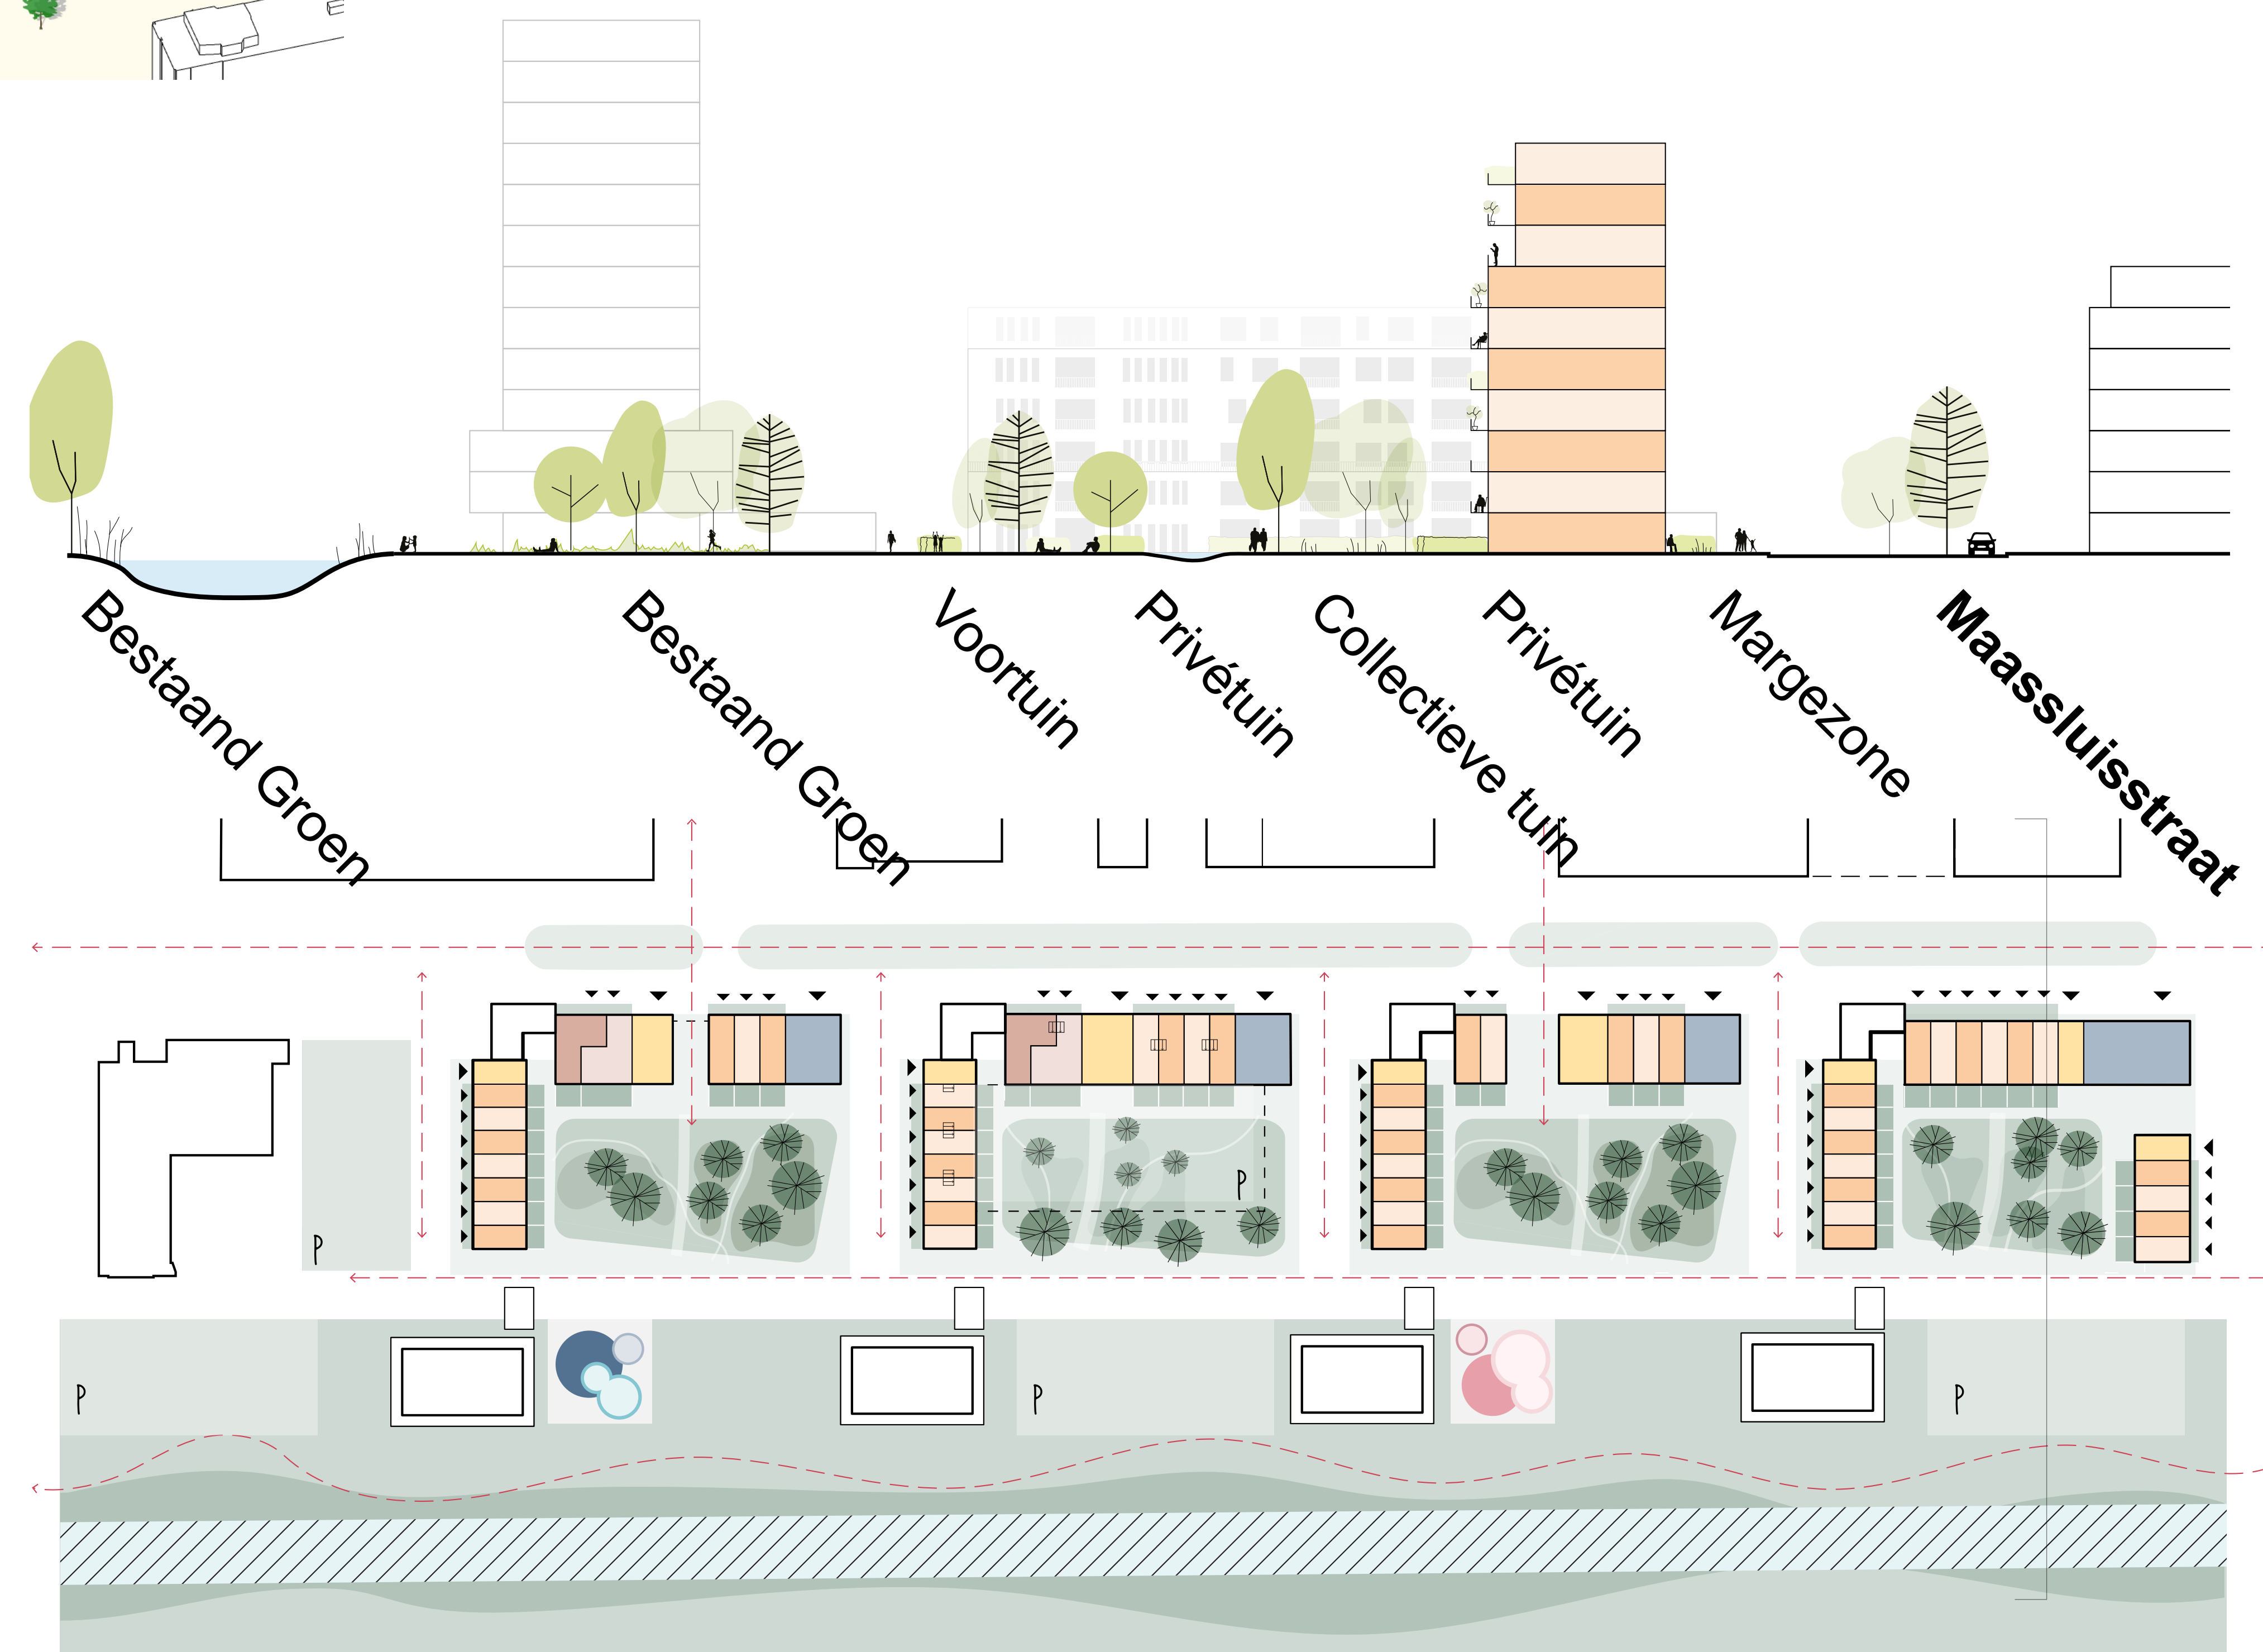 Bestaand Groen
Bestaand Groen
Voortuin
Privétuin
Collectieve tuin
Privétuin
Margezone
Maassluisstraat
P
P
P
P
P